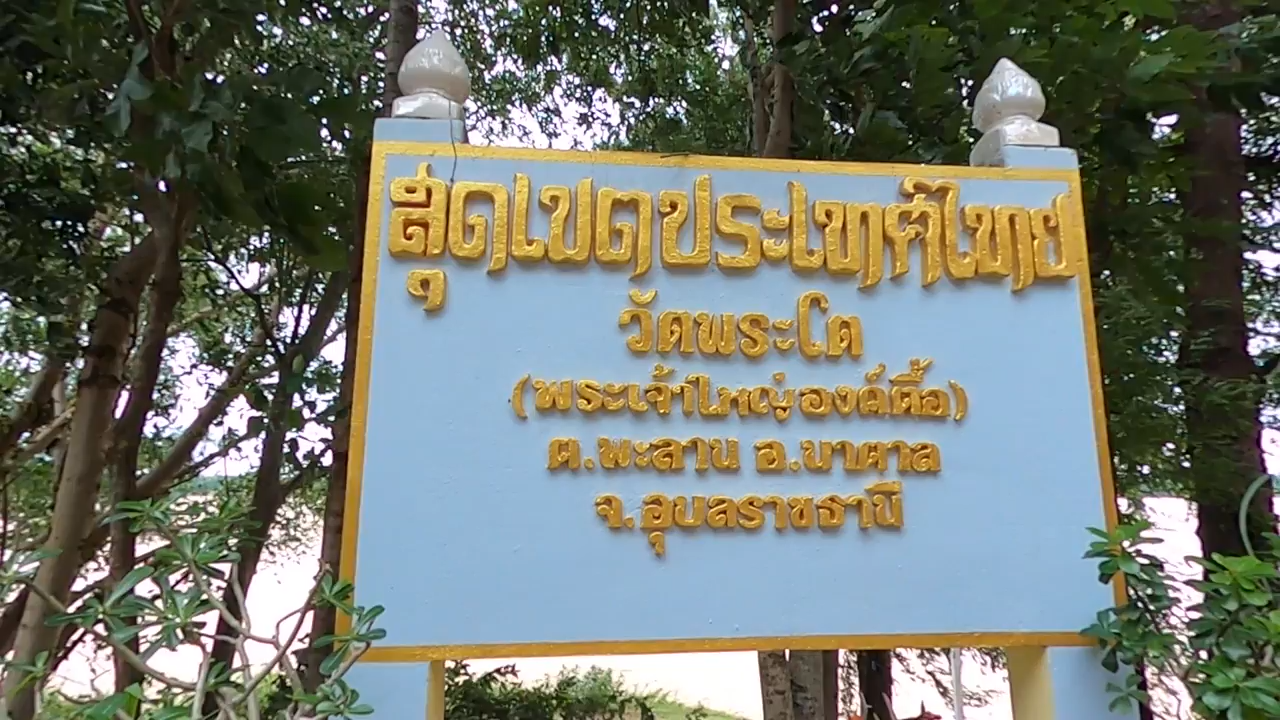 สุดเขตประเทศไทย
วัดพระโต
(พระเจ้าใหญ่องค์ตื้อ)
ต.พะลาน อ.นาตาล
จ.อุบลราชธานี